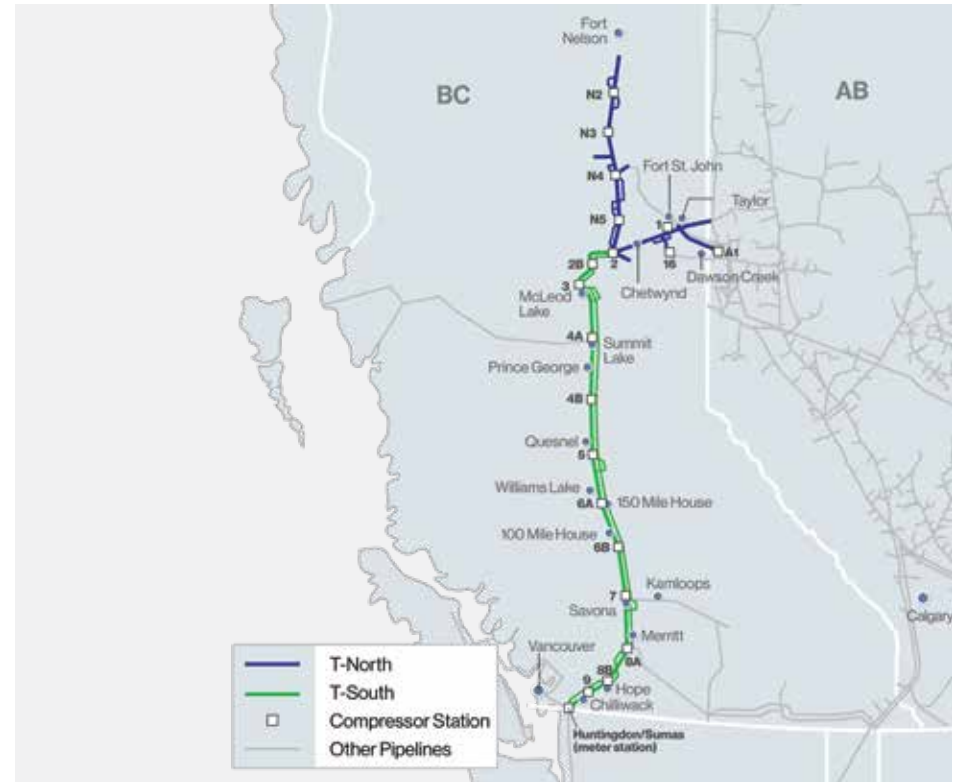 Fort
Nelson
BC
AB
N2
N3
Fort St. John
N4
Taylor
N5
1
2B
2
16
A1
Dawson Creek
3
Chetwynd
McLeod
Lake
4A
Summit
Lake
Prince George
4B
Quesnel
5
Williams Lake
6A
150 Mile House
100 Mile House
6B
Kamloops
7
Savona
Calgary
Merritt
Vancouver
8A
8B
9
Hope
Chilliwack
Huntingdon/Sumas
(meter station)
T-North
T-South
Compressor Station
Other Pipelines